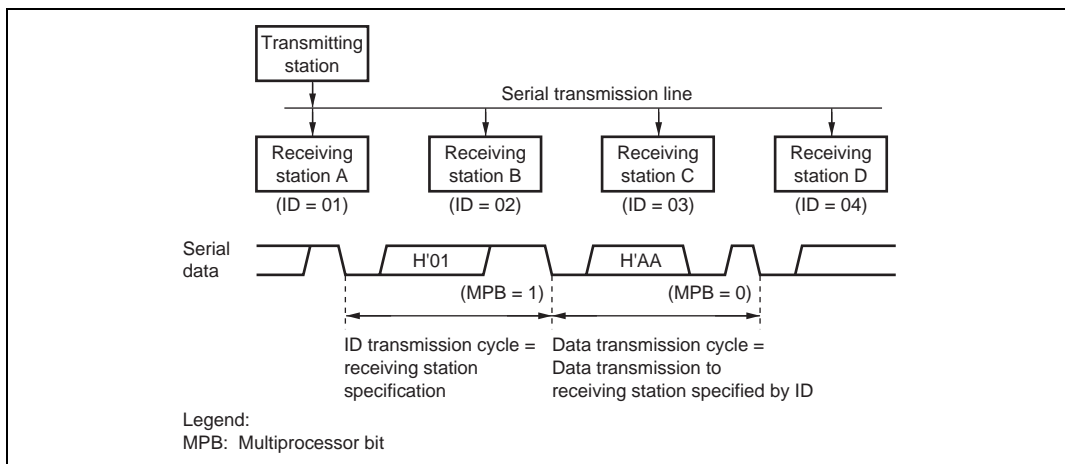 Transmitting
station
Serial transmission line
Receiving
station A
Receiving
station B
Receiving
station C
Receiving
station D
(ID = 01)
(ID = 02)
(ID = 03)
(ID = 04)
Serial
data
H'01
H'AA
(MPB = 1)
(MPB = 0)
ID transmission cycle =
receiving station
specification
Data transmission cycle =
Data transmission to
receiving station specified by ID
Legend:
MPB: Multiprocessor bit